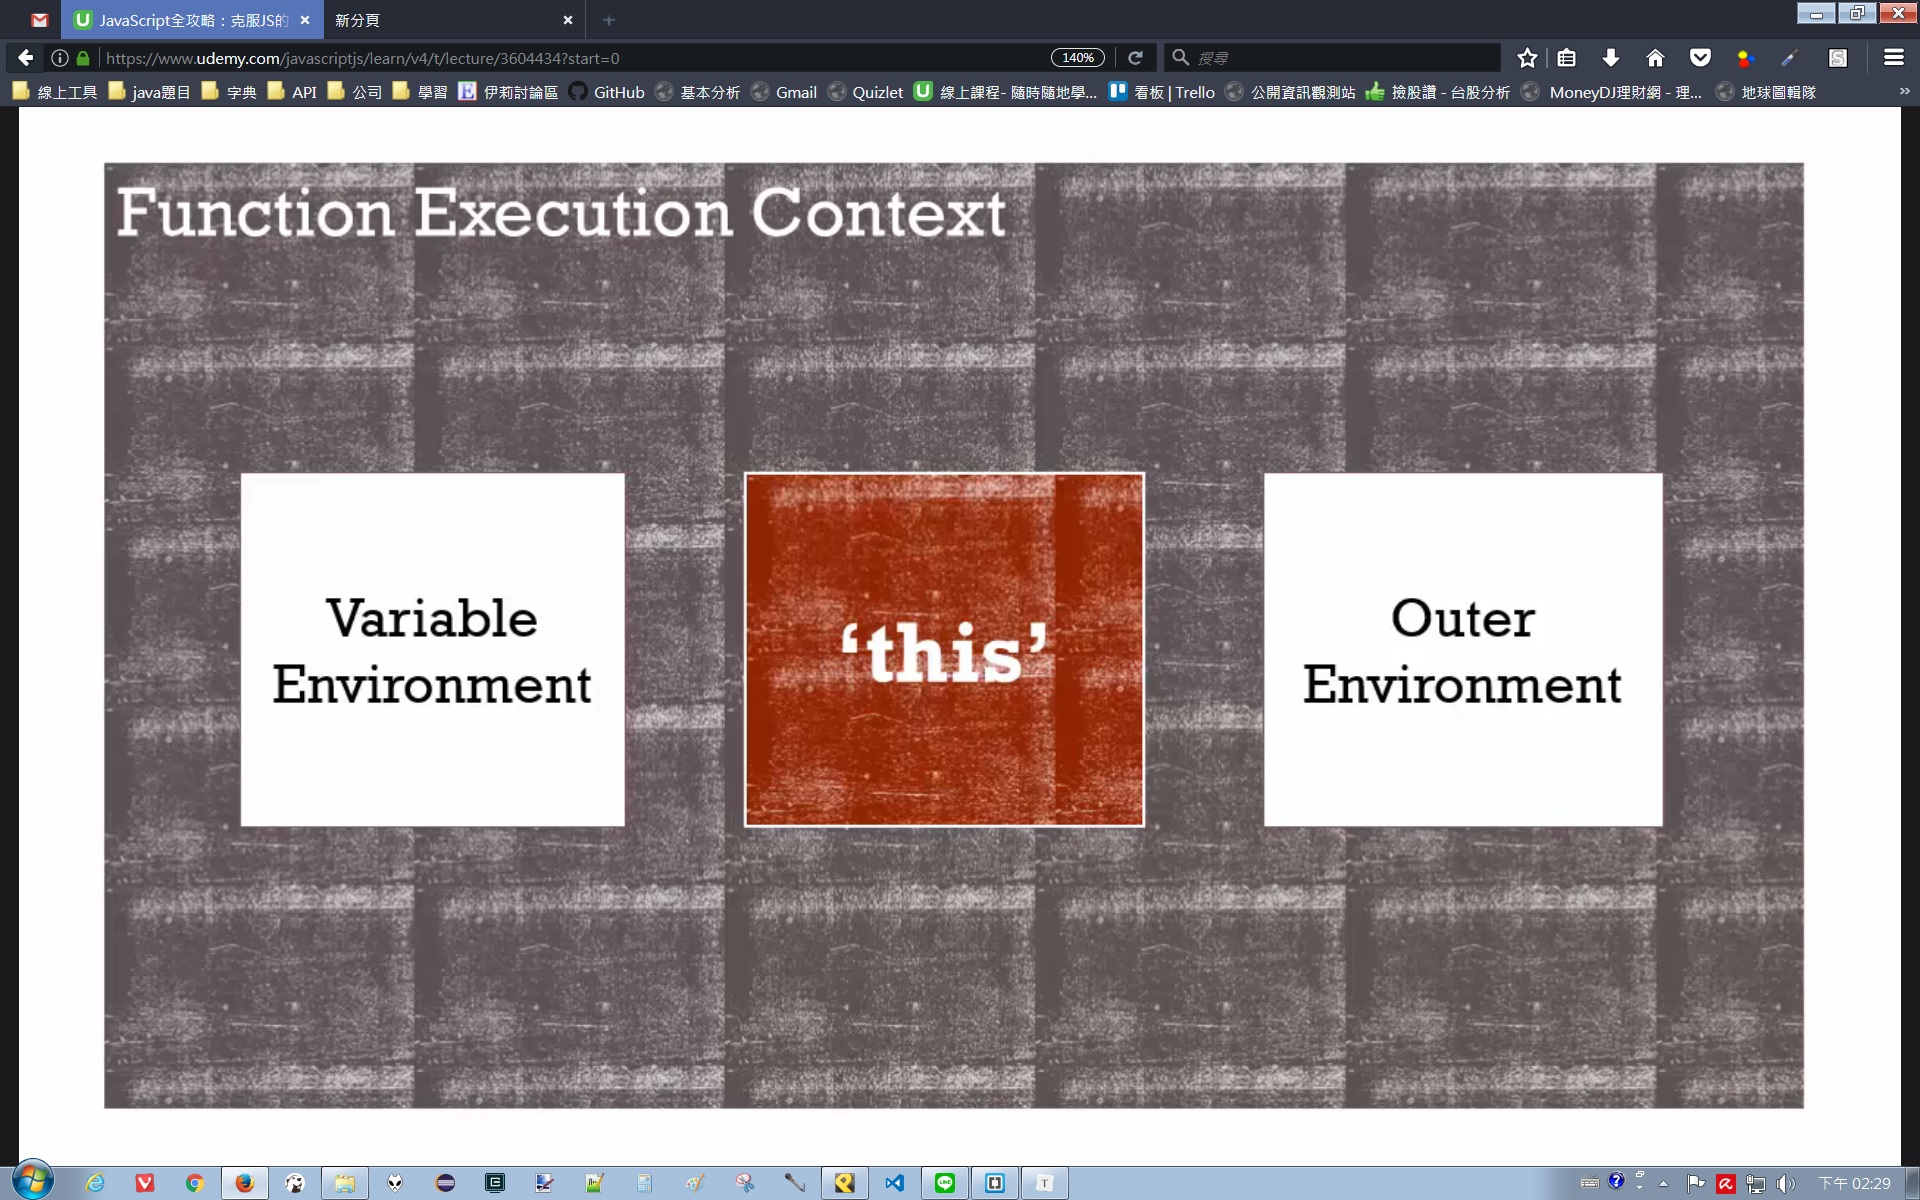 JavaScript全攻略：克服JS的
新分頁
https://www.udemy.com/javascriptjs/learn/v4/t/lecture/3604434?start=0
140%
搜尋
線上工具 java題目 字典 API 公司 學習 伊莉討論區 GitHub 基本分析 Gmail Quizlet 線上課程- 隨時隨地學... 看板 | Trello 公開資訊觀測站 撿股讚 - 台股分析 MoneyDJ理財網 - 理... 地球圖輯隊
Function Execution Context
Variable
Environment
‘this’
Outer
Environment
下午 02:29